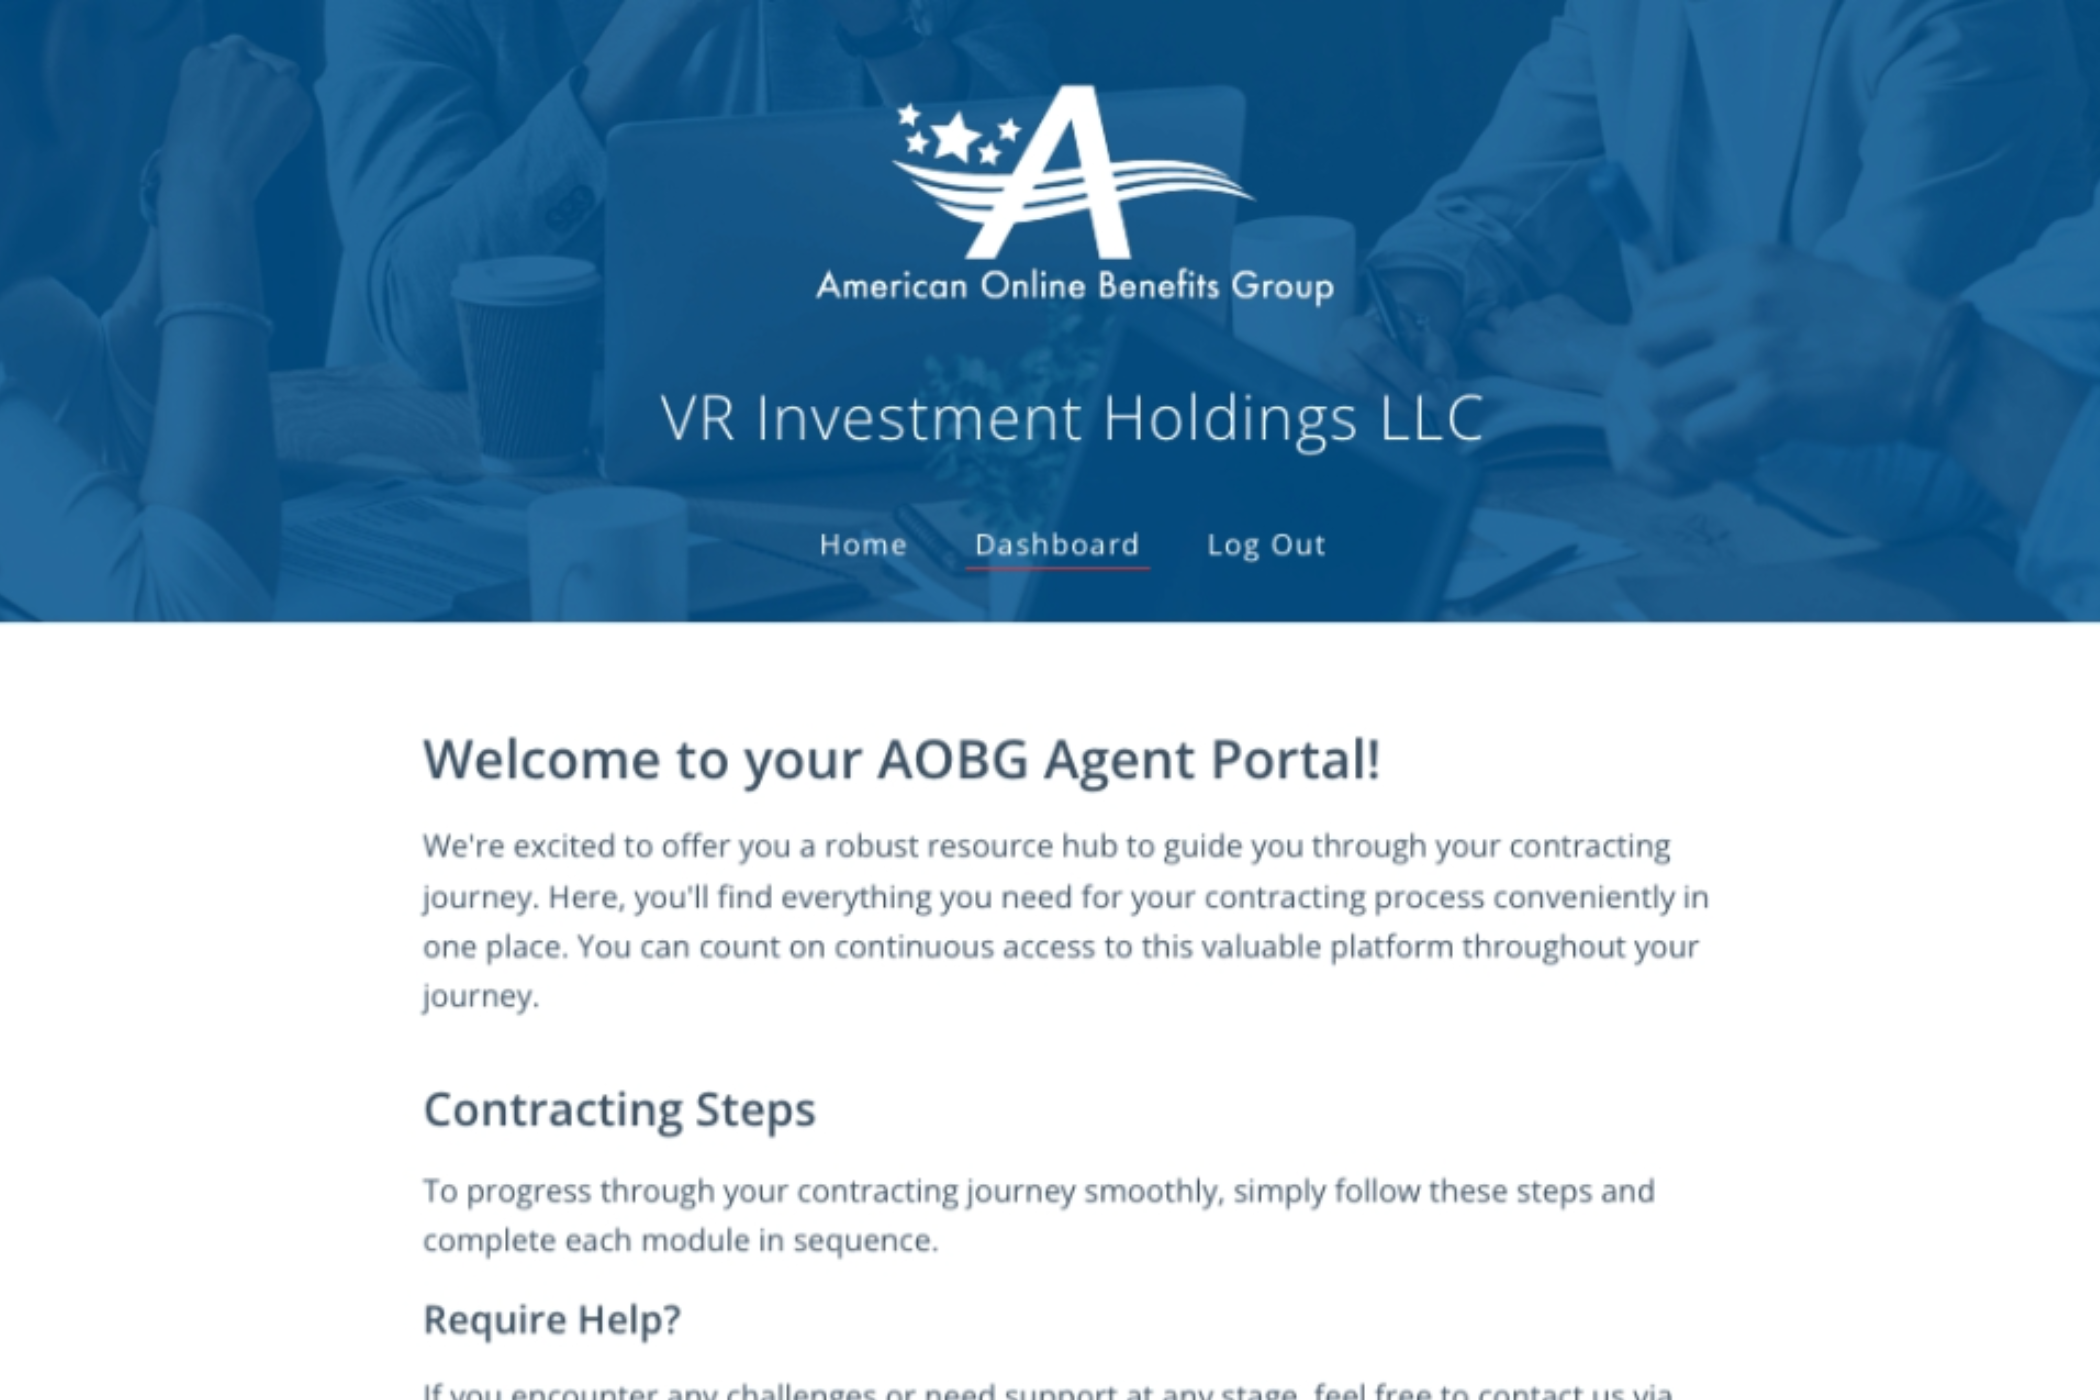 American Online Benefits Group
VR Investment Holdings LLC
Home Dashboard Log Out
Welcome to your AOBG Agent Portal!
We're excited to offer you a robust resource hub to guide you through your contracting
journey. Here, you'll find everything you need for your contracting process conveniently in
one place. You can count on continuous access to this valuable platform throughout your
journey.
Contracting Steps
To progress through your contracting journey smoothly, simply follow these steps and
complete each module in sequence.
Require Help?
If you encounter any challenges or need support at any stage, feel free to contact us via